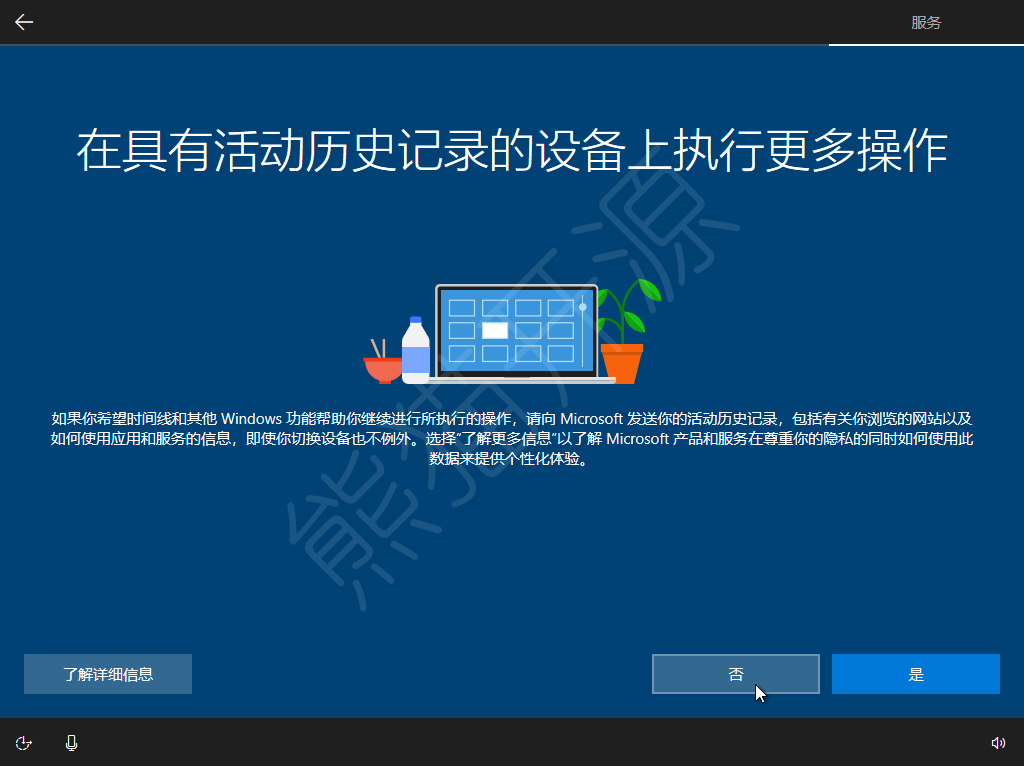 服务
在具有活动历史记录的设备上执行更多操作
如果你希望时间线和其他 Windows 功能帮助你继续进行所执行的操作，请向 Microsoft 发送你的活动历史记录，包括有关你浏览的网站以及
如何使用应用和服务的信息，即使你切换设备也不例外。选择"了解更多信息"以了解 Microsoft 产品和服务在尊重你的隐私的同时如何使用此
数据来提供个性化体验。
了解详细信息
否
是